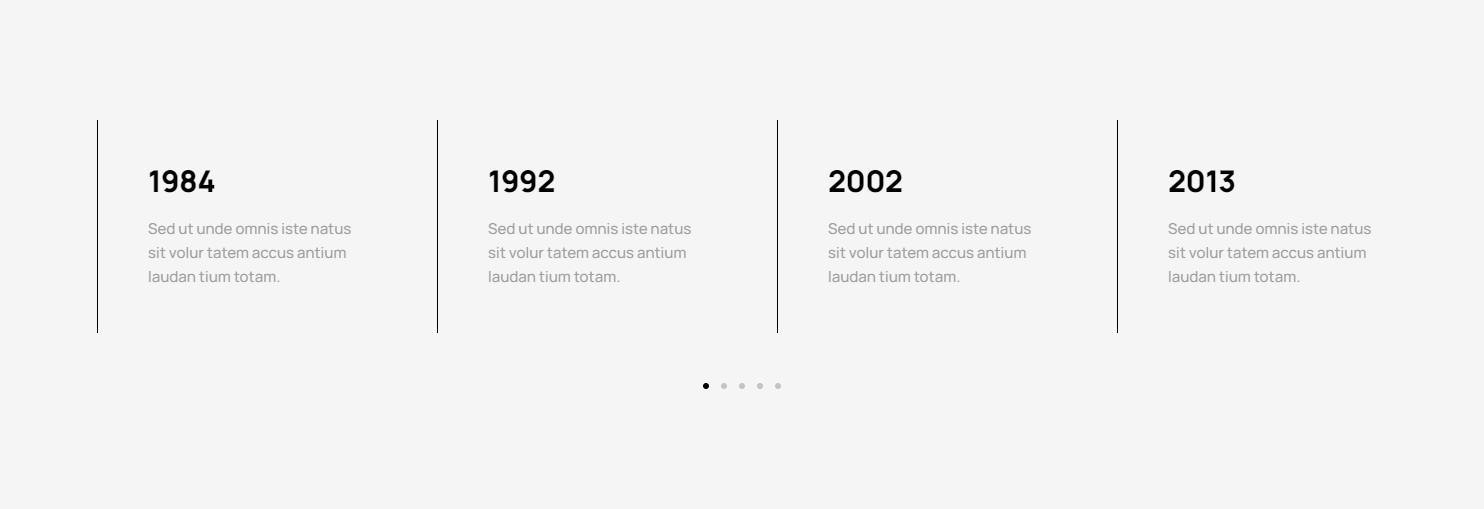 1984
Sed ut unde omnis iste natus
sit volur tatem accus antium
laudan tium totam.
1992
Sed ut unde omnis iste natus
sit volur tatem accus antium
laudan tium totam.
2002
Sed ut unde omnis iste natus
sit volur tatem accus antium
laudan tium totam.
2013
Sed ut unde omnis iste natus
sit volur tatem accus antium
laudan tium totam.